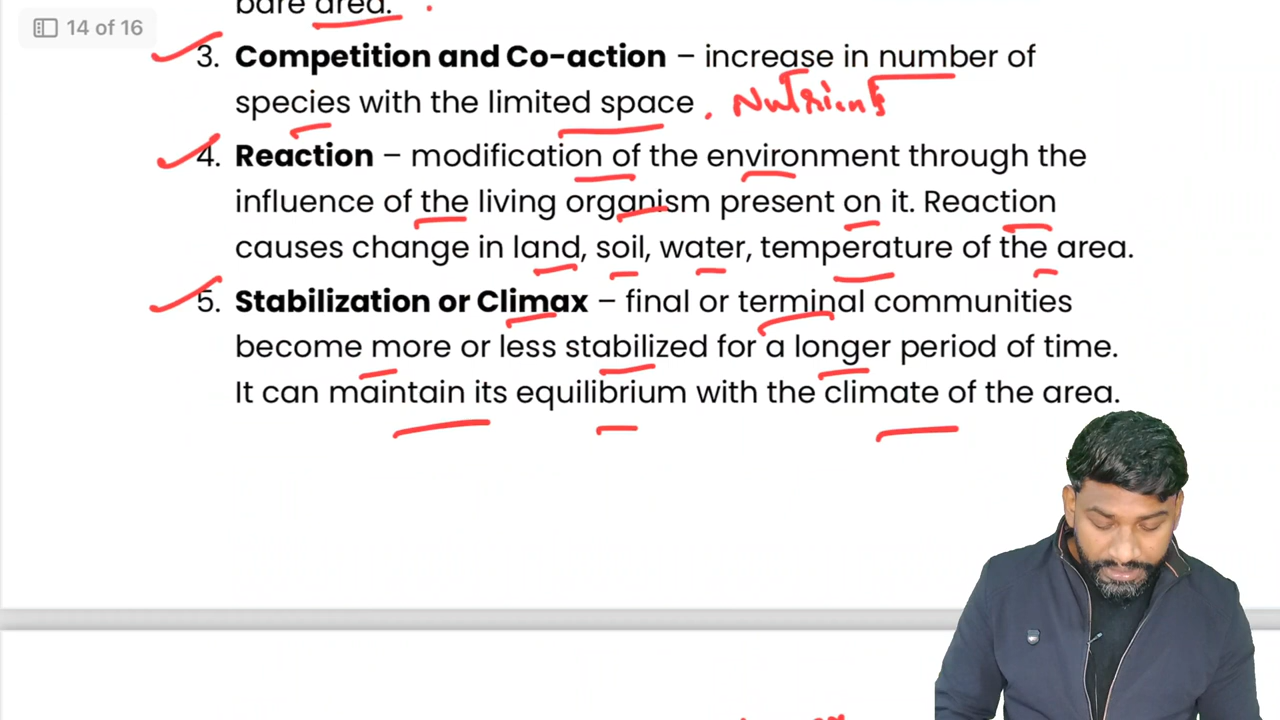 14 of 16
bare area.
3. Competition and Co-action – increase in number of
species with the limited space . Nutrients
4. Reaction – modification of the environment through the
influence of the living organism present on it. Reaction
causes change in land, soil, water, temperature of the area.
5. Stabilization or Climax – final or terminal communities
become more or less stabilized for a longer period of time.
It can maintain its equilibrium with the climate of the area.